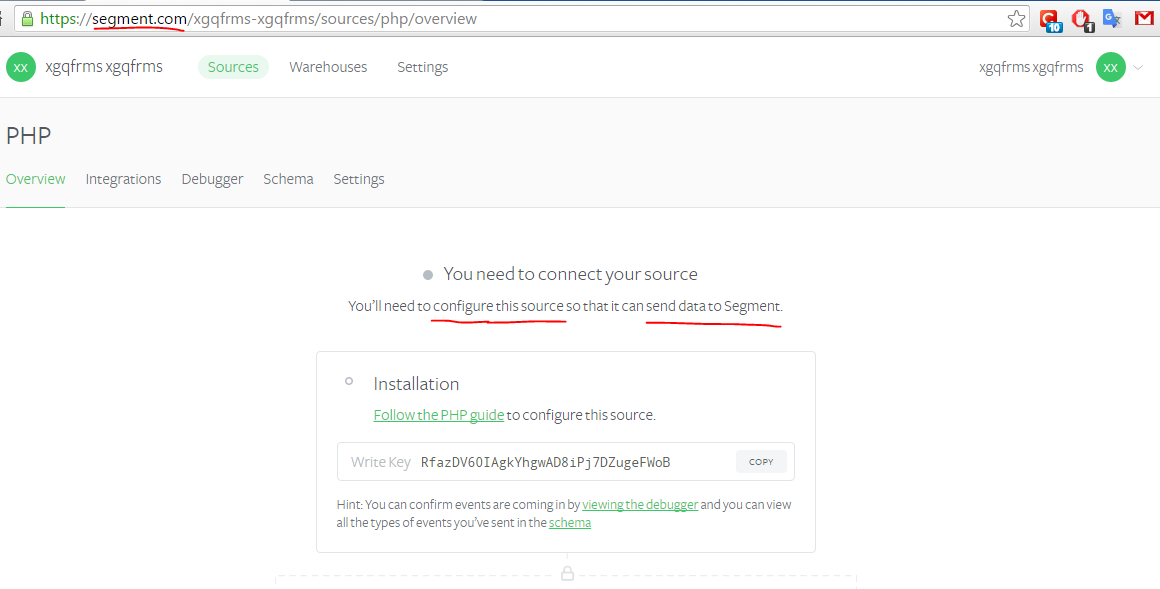 https://segment.com/xgqfrms-xgqfrms/sources/php/overview
10
1
xx xgqfrms xgqfrms Sources Warehouses Settings xgqfrms xgqfrms xx
PHP
Overview Integrations Debugger Schema Settings
You need to connect your source
You'll need to configure this source so that it can send data to Segment.
Installation
Follow the PHP guide to configure this source.
Write Key RfazDV6OIAgkYhgwAD8iPj7DZugeFWoB COPY
Hint: You can confirm events are coming in by viewing the debugger and you can view
all the types of events you've sent in the schema